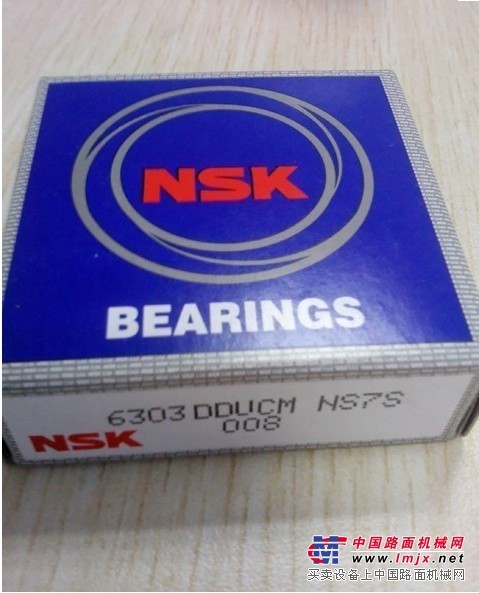 NSK
BEARINGS
6303DDUCM NS7S
NSK 008
中国路面机械网
www.lmjx.net
买卖设备上中国路面机械网